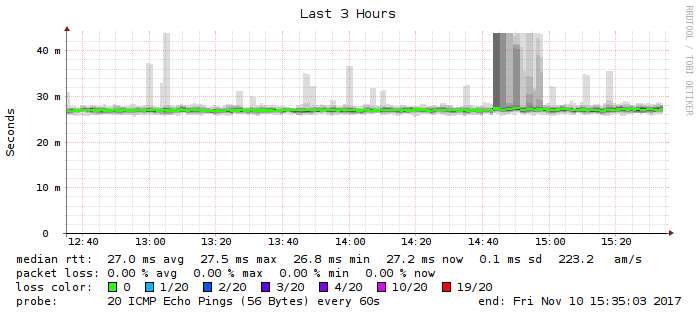 Last 3 Hours
RRDTOOL / TOBI OETIKER
Seconds
40 m
30 m
20 m
10 m
0
12:40 13:00 13:20 13:40 14:00 14:20 14:40 15:00 15:20
median rtt: 27.0 ms avg 27.5 ms max 26.8 ms min 27.2 ms now 0.1 ms sd 223.2 am/s
packet loss: 0.00 % avg 0.00 % max 0.00 % min 0.00 % now
loss color: 0 1/20 2/20 3/20 4/20 10/20 19/20
probe: 20 ICMP Echo Pings (56 Bytes) every 60s end: Fri Nov 10 15:35:03 2017